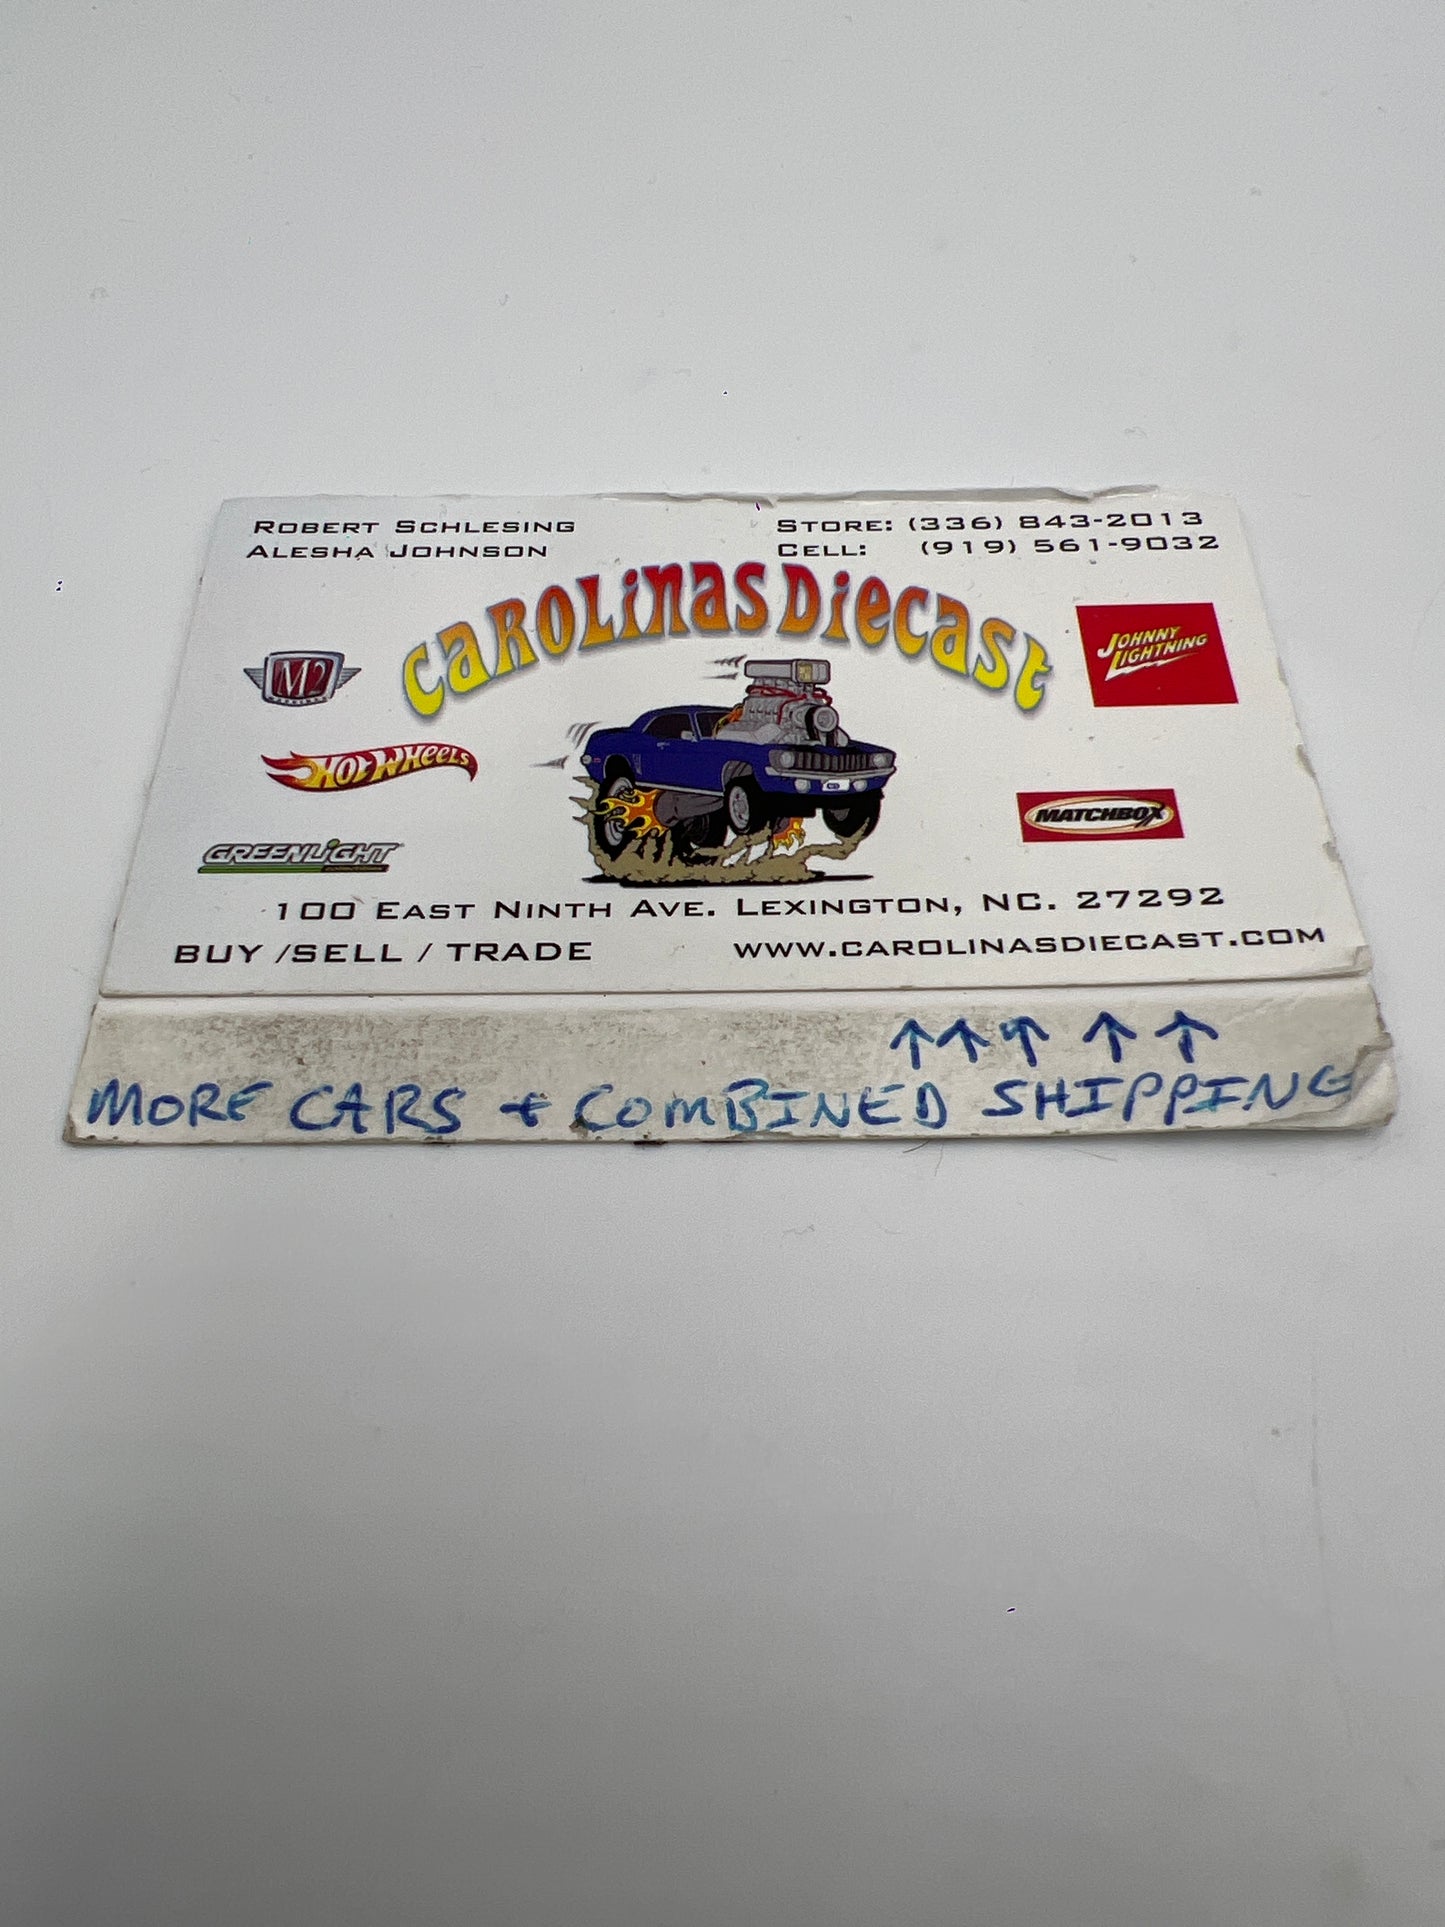 ROBERT SCHLESING
ALESHA JOHNSON
STORE: (336) 843-2013
CELL: (919) 561-9032
CAROLINAS DIECAST
M2
JOHNNY
LIGHTNING
HOT WHEELS
MATCHBOX
GREENLIGHT
100 EAST NINTH AVE. LEXINGTON, NC. 27292
BUY /SELL / TRADE
WWW.CAROLINASDIECAST.COM
↑↑↑ ↑ ↑
MORE CARS + COMBINED SHIPPING